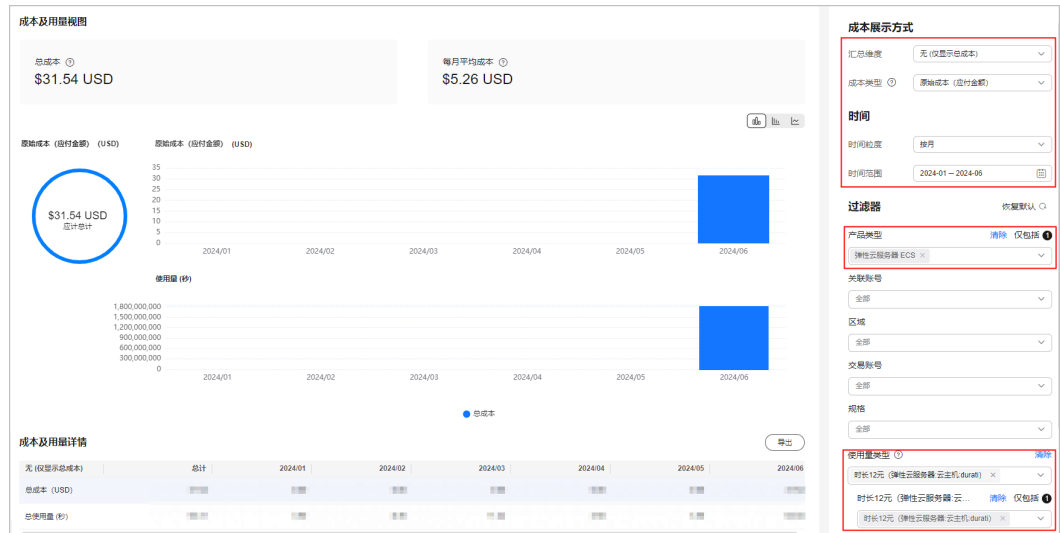 成本及用量视图
总成本
$31.54 USD
每月平均成本
$5.26 USD
原始成本（应付金额）（USD）
$31.54 USD
应计总计
原始成本（应付金额）（USD）
35
30
25
20
15
10
5
0
2024/01 2024/02 2024/03 2024/04 2024/05 2024/06
使用量 (秒)
1,800,000,000
1,500,000,000
1,200,000,000
900,000,000
600,000,000
300,000,000
0
2024/01 2024/02 2024/03 2024/04 2024/05 2024/06
总成本
成本及用量详情
导出
无 (仅显示总成本) 总计 2024/01 2024/02 2024/03 2024/04 2024/05 2024/06
总成本（USD）
总使用量 (秒)
成本展示方式
汇总维度 无 (仅显示总成本)
成本类型 原始成本（应付金额）
时间
时间粒度 按月
时间范围 2024-01 – 2024-06
过滤器 恢复默认
产品类型 清除 仅包括 1
弹性云服务器 ECS ×
关联账号
全部
区域
全部
交易账号
全部
规格
全部
使用量类型 清除
时长12元（弹性云服务器:云主机:durati） ×
时长12元（弹性云服务器:云... 清除 仅包括 1
时长12元（弹性云服务器:云主机:durati） ×